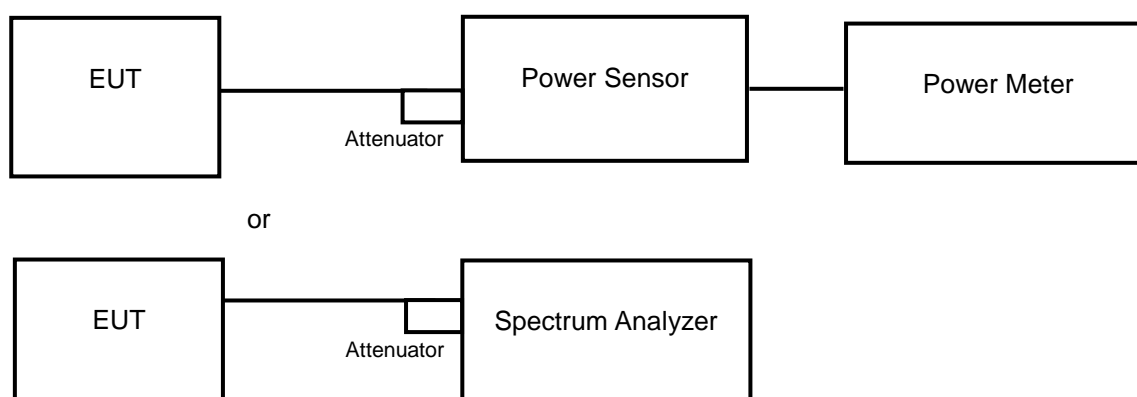 EUT
Power Sensor
Power Meter
Attenuator
or
EUT
Spectrum Analyzer
Attenuator